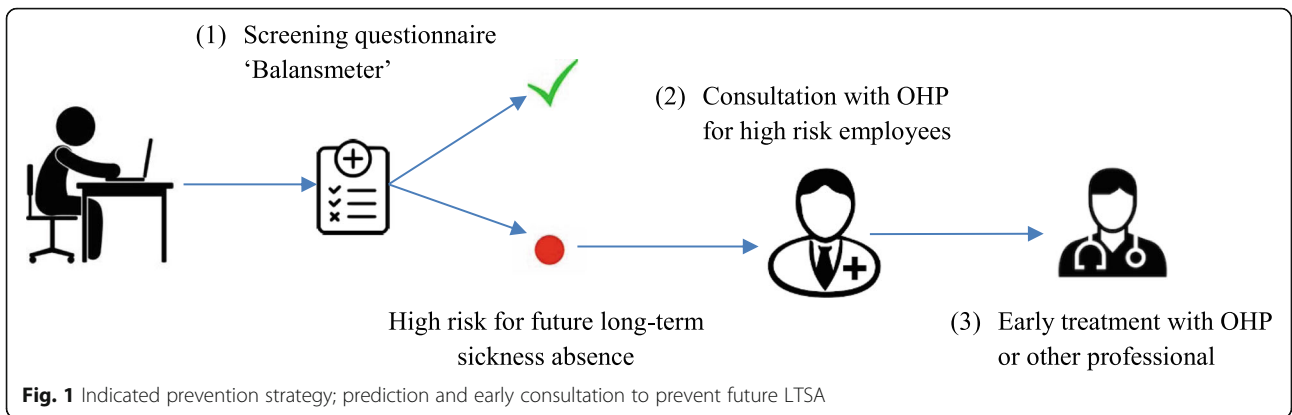 (1) Screening questionnaire
‘Balansmeter’
(2) Consultation with OHP
for high risk employees
High risk for future long-term
sickness absence
(3) Early treatment with OHP
or other professional
Fig. 1 Indicated prevention strategy; prediction and early consultation to prevent future LTSA